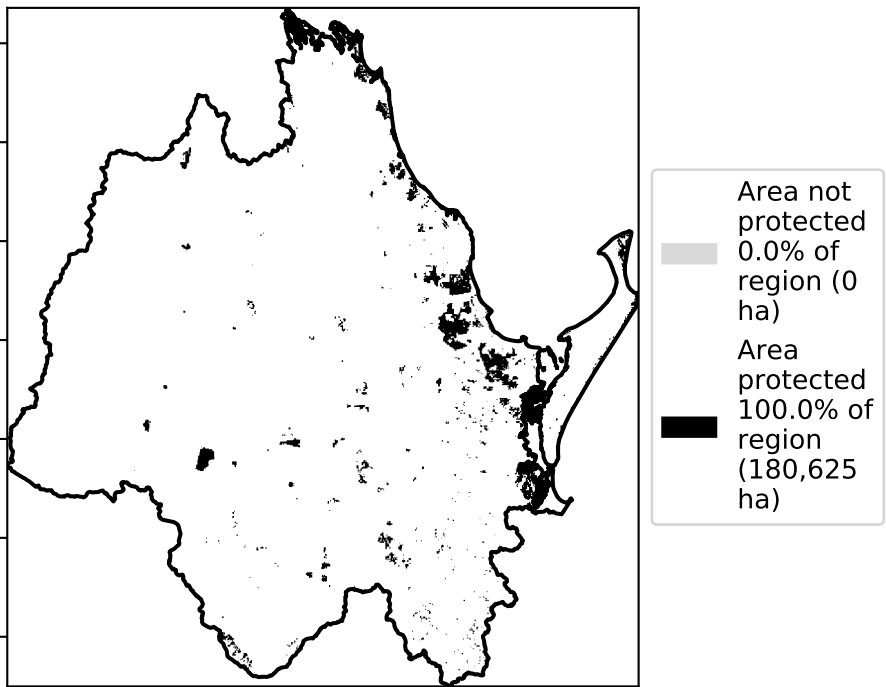 Area not
protected
0.0% of
region (0
ha)
Area
protected
100.0% of
region
(180,625
ha)